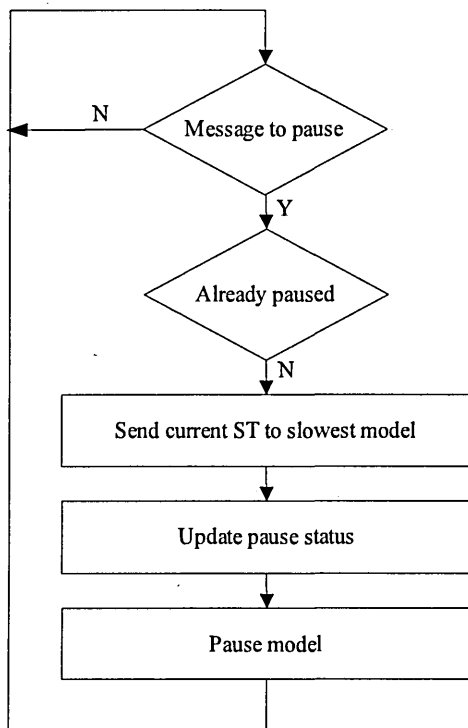 Message to pause
N
Y
Already paused
N
Send current ST to slowest model
Update pause status
Pause model